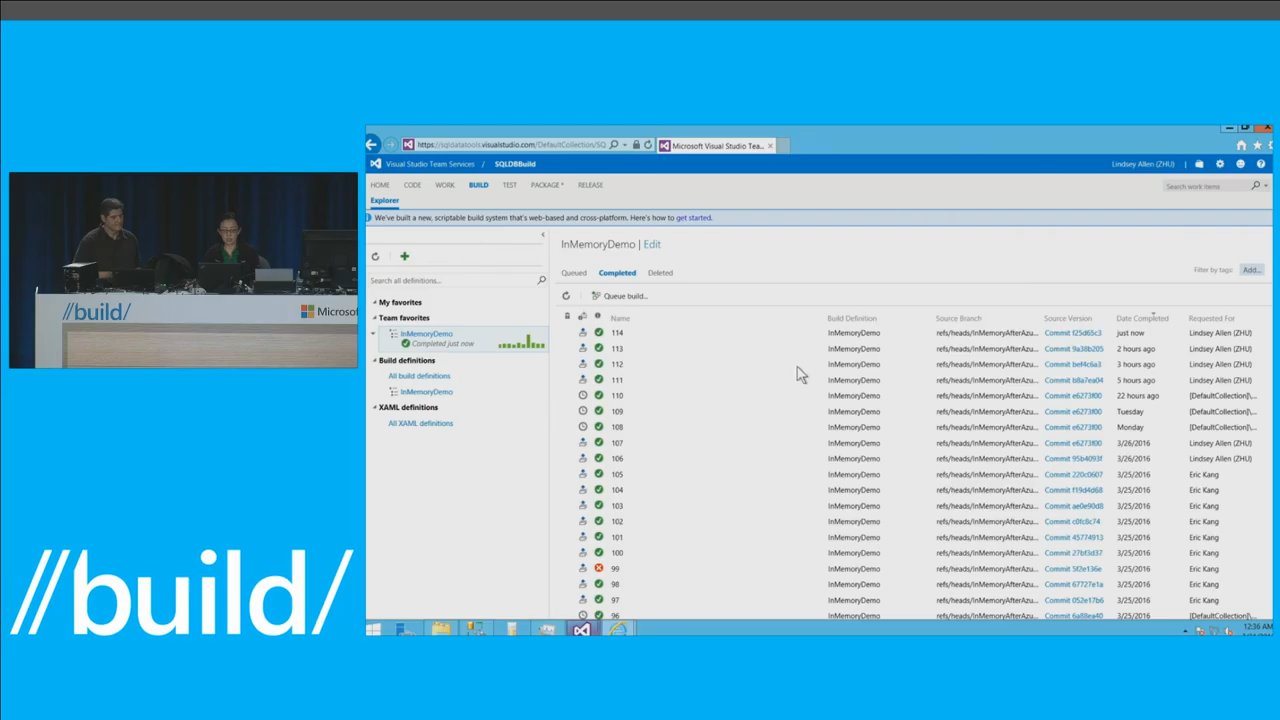 https://sqldatatools.visualstudio.com/DefaultCollection/SQ
Microsoft Visual Studio Tea...
Visual Studio Team Services / SQLDBBuild
Lindsey Allen (ZHU)
HOME CODE WORK BUILD TEST PACKAGE* RELEASE
Search work items
Explorer
We've built a new, scriptable build system that's web-based and cross-platform. Here's how to get started.
InMemoryDemo | Edit
Queued Completed Deleted
Filter by tags: Add...
Search all definitions...
Queue build...
My favorites
Team favorites
InMemoryDemo
Completed just now
Build definitions
All build definitions
InMemoryDemo
XAML definitions
All XAML definitions
Name Build Definition Source Branch Source Version Date Completed Requested For
114 InMemoryDemo refs/heads/InMemoryAfterAzu... Commit f25d65c3 just now Lindsey Allen (ZHU)
113 InMemoryDemo refs/heads/InMemoryAfterAzu... Commit 9a38b205 2 hours ago Lindsey Allen (ZHU)
112 InMemoryDemo refs/heads/InMemoryAfterAzu... Commit bef4c6a3 3 hours ago Lindsey Allen (ZHU)
111 InMemoryDemo refs/heads/InMemoryAfterAzu... Commit b8a7ea04 5 hours ago Lindsey Allen (ZHU)
110 InMemoryDemo refs/heads/InMemoryAfterAzu... Commit e6273f00 22 hours ago [DefaultCollection]\...
109 InMemoryDemo refs/heads/InMemoryAfterAzu... Commit e6273f00 Tuesday [DefaultCollection]\...
108 InMemoryDemo refs/heads/InMemoryAfterAzu... Commit e6273f00 Monday [DefaultCollection]\...
107 InMemoryDemo refs/heads/InMemoryAfterAzu... Commit e6273f00 3/26/2016 Lindsey Allen (ZHU)
106 InMemoryDemo refs/heads/InMemoryAfterAzu... Commit 95b4093f 3/26/2016 Lindsey Allen (ZHU)
105 InMemoryDemo refs/heads/InMemoryAfterAzu... Commit 220c0607 3/25/2016 Eric Kang
104 InMemoryDemo refs/heads/InMemoryAfterAzu... Commit f19d4d68 3/25/2016 Eric Kang
103 InMemoryDemo refs/heads/InMemoryAfterAzu... Commit ae0e90d8 3/25/2016 Eric Kang
102 InMemoryDemo refs/heads/InMemoryAfterAzu... Commit c0fc8c74 3/25/2016 Eric Kang
101 InMemoryDemo refs/heads/InMemoryAfterAzu... Commit 45774913 3/25/2016 Eric Kang
100 InMemoryDemo refs/heads/InMemoryAfterAzu... Commit 27bf3d37 3/25/2016 Eric Kang
99 InMemoryDemo refs/heads/InMemoryAfterAzu... Commit 5f2e136e 3/25/2016 Eric Kang
98 InMemoryDemo refs/heads/InMemoryAfterAzu... Commit 67727e1a 3/25/2016 Eric Kang
97 InMemoryDemo refs/heads/InMemoryAfterAzu... Commit 052e17b6 3/25/2016 Eric Kang
96 InMemoryDemo refs/heads/InMemoryAfterAzu... Commit 6a88ea40 3/25/2016 [DefaultCollection]\...
12:36 AM
//build/
Microsof
//build/